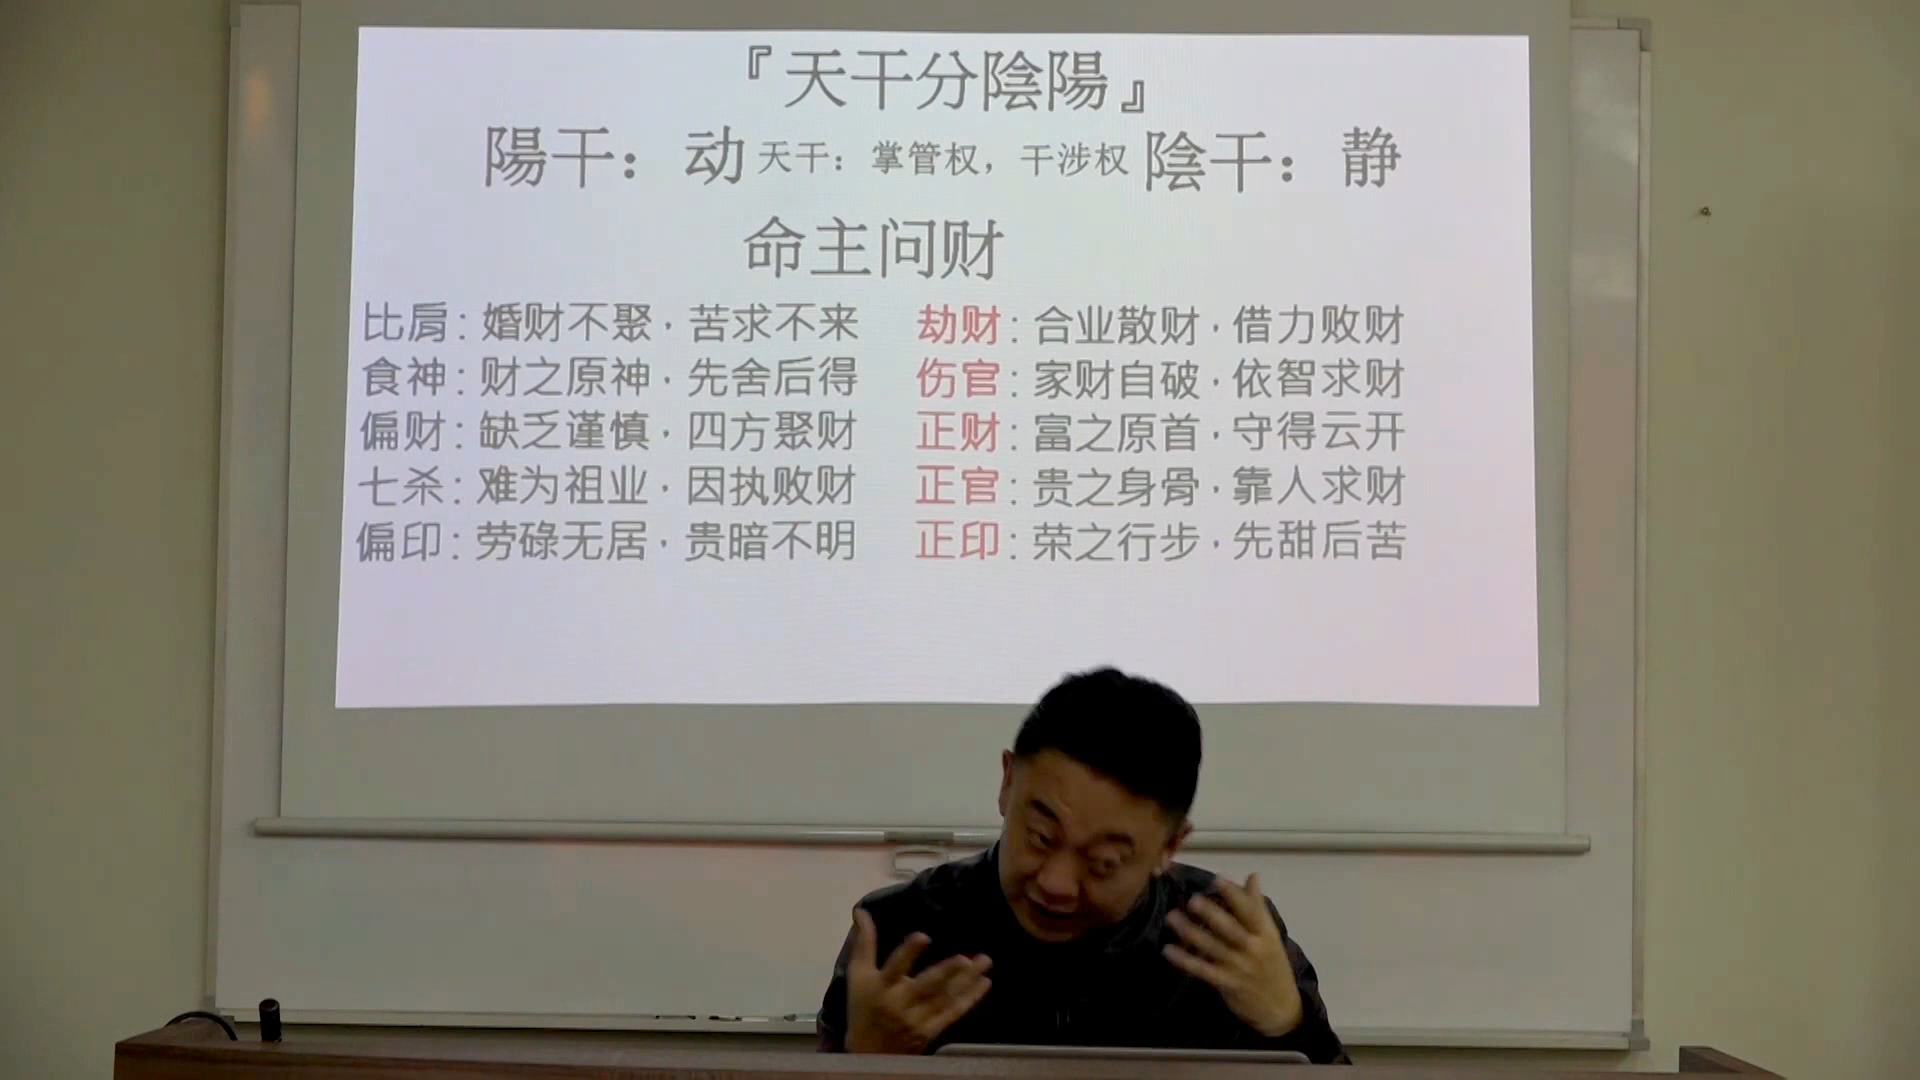 『天干分陰陽』
陽干：动 天干：掌管权，干涉权 陰干：静
命主问财
比肩：婚财不聚·苦求不来 劫财：合业散财·借力败财
食神：财之原神·先舍后得 伤官：家财自破·依智求财
偏财：缺乏谨慎·四方聚财 正财：富之原首·守得云开
七杀：难为祖业·因执败财 正官：贵之身骨·靠人求财
偏印：劳碌无居·贵暗不明 正印：荣之行步·先甜后苦